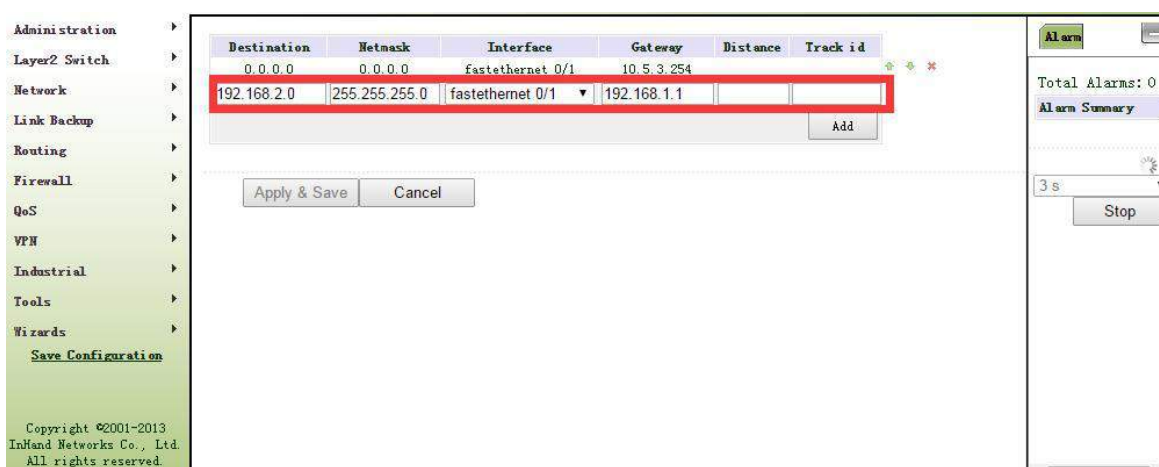 Administration
Layer2 Switch
Network
Link Backup
Routing
Firewall
QoS
VPN
Industrial
Tools
Wizards
Save Configuration
Copyright ©2001-2013
InHand Networks Co., Ltd.
All rights reserved.
Destination Netmask Interface Gateway Distance Track id
0.0.0.0 0.0.0.0 fastethernet 0/1 10.5.3.254
192.168.2.0 255.255.255.0 fastethernet 0/1 192.168.1.1
Add
Apply & Save Cancel
Alarm
Total Alarms: 0
Alarm Summary
3 s
Stop